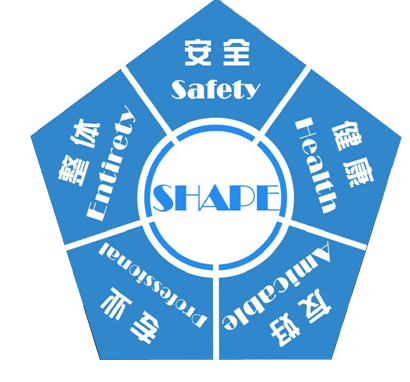 安全
Safety
健康
Health
友好
Amicable
专业
Professional
整体
Entirety
SHAPE